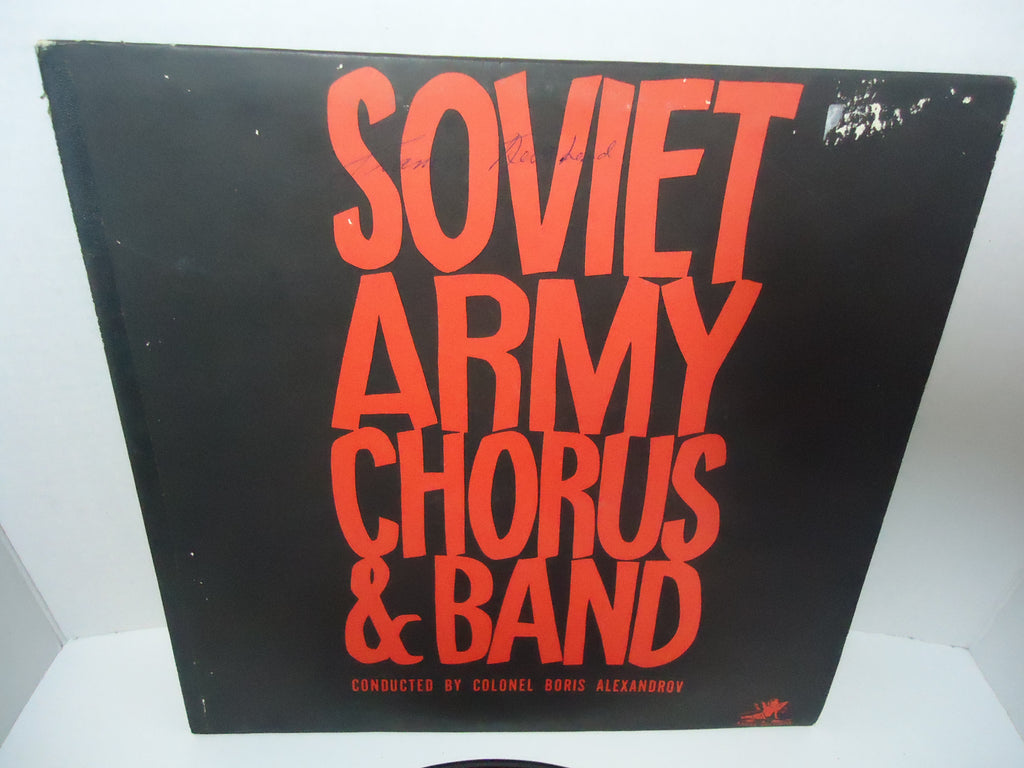 SOVIET
ARMY
CHORUS
& BAND
CONDUCTED BY COLONEL BORIS ALEXANDROV